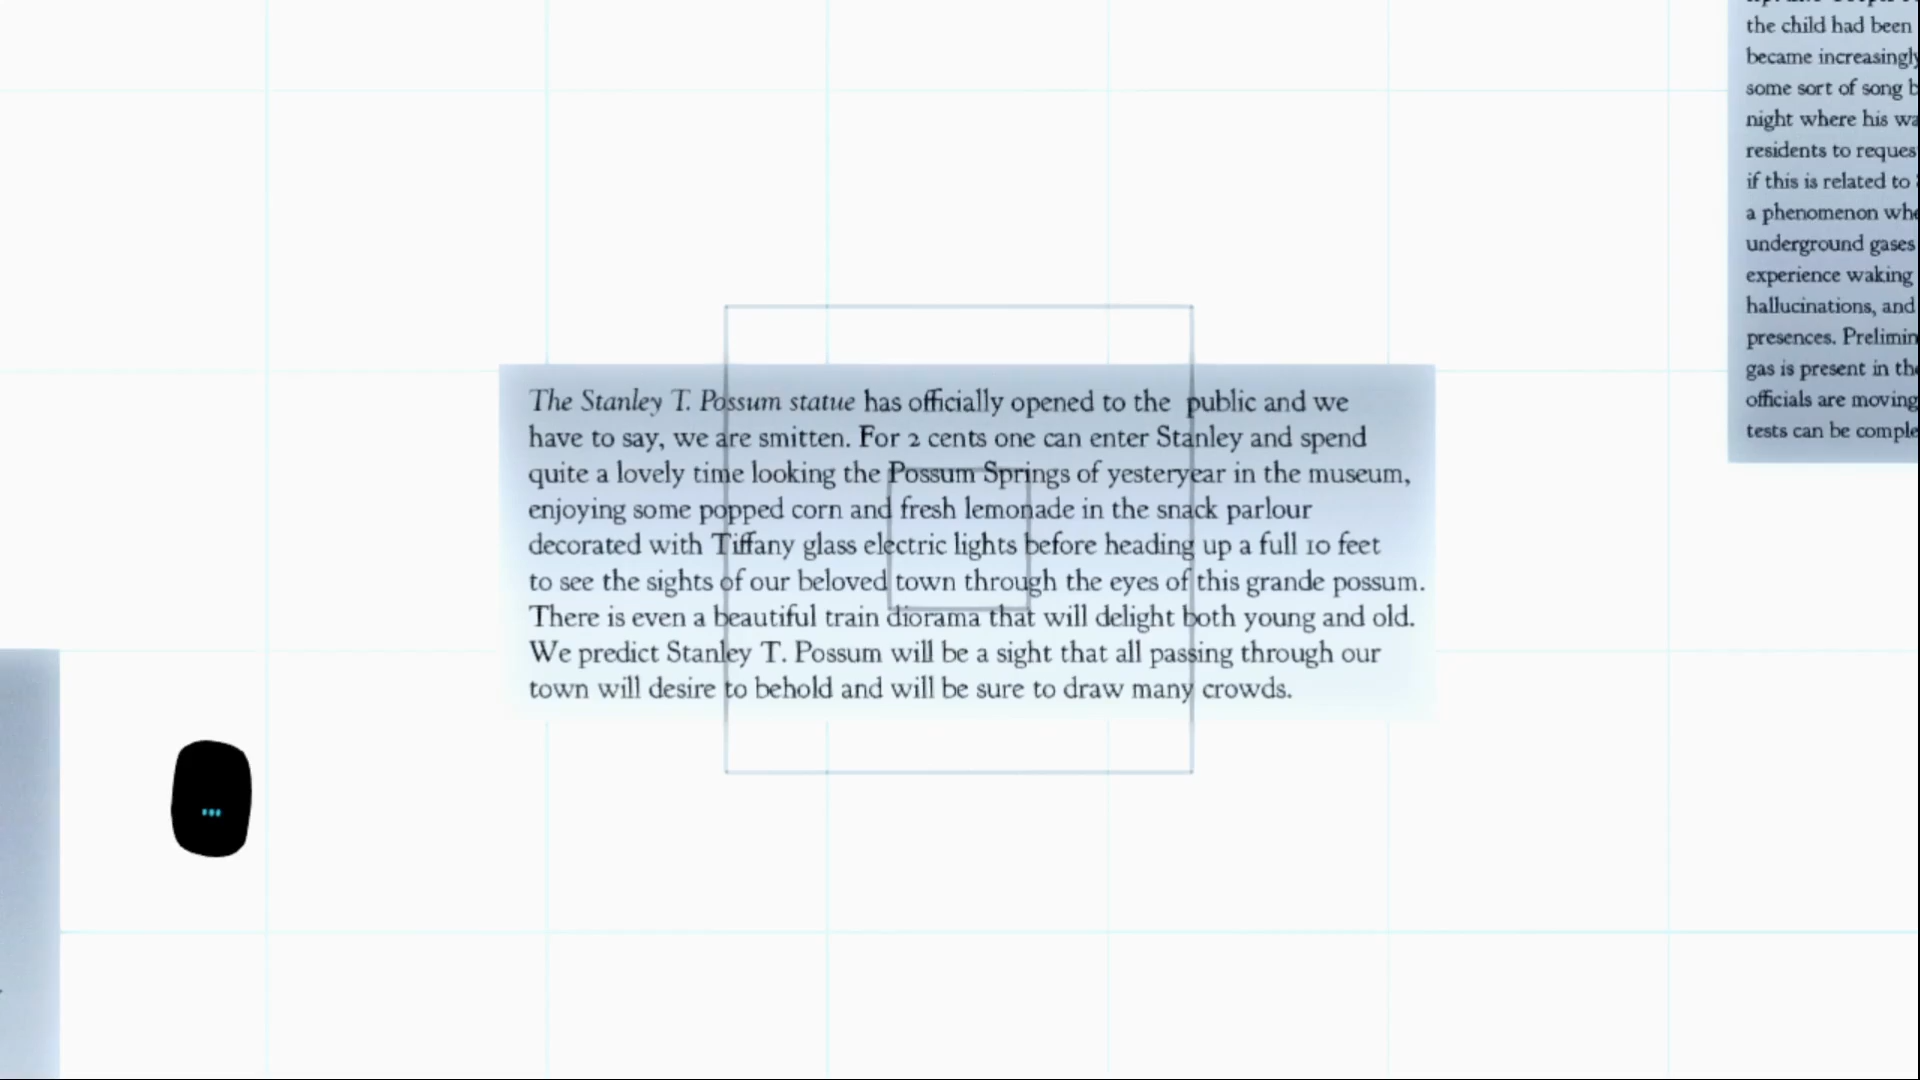 The Stanley T. Possum statue has officially opened to the public and we
have to say, we are smitten. For 2 cents one can enter Stanley and spend
quite a lovely time looking the Possum Springs of yesteryear in the museum,
enjoying some popped corn and fresh lemonade in the snack parlour
decorated with Tiffany glass electric lights before heading up a full 10 feet
to see the sights of our beloved town through the eyes of this grande possum.
There is even a beautiful train diorama that will delight both young and old.
We predict Stanley T. Possum will be a sight that all passing through our
town will desire to behold and will be sure to draw many crowds.
...
the child had been
became increasingly
some sort of song
night where his
residents to
if this is related to
a phenomenon
underground gases
experience waking
hallucinations, and
presences.
gas is present in
officials are moving
tests can be